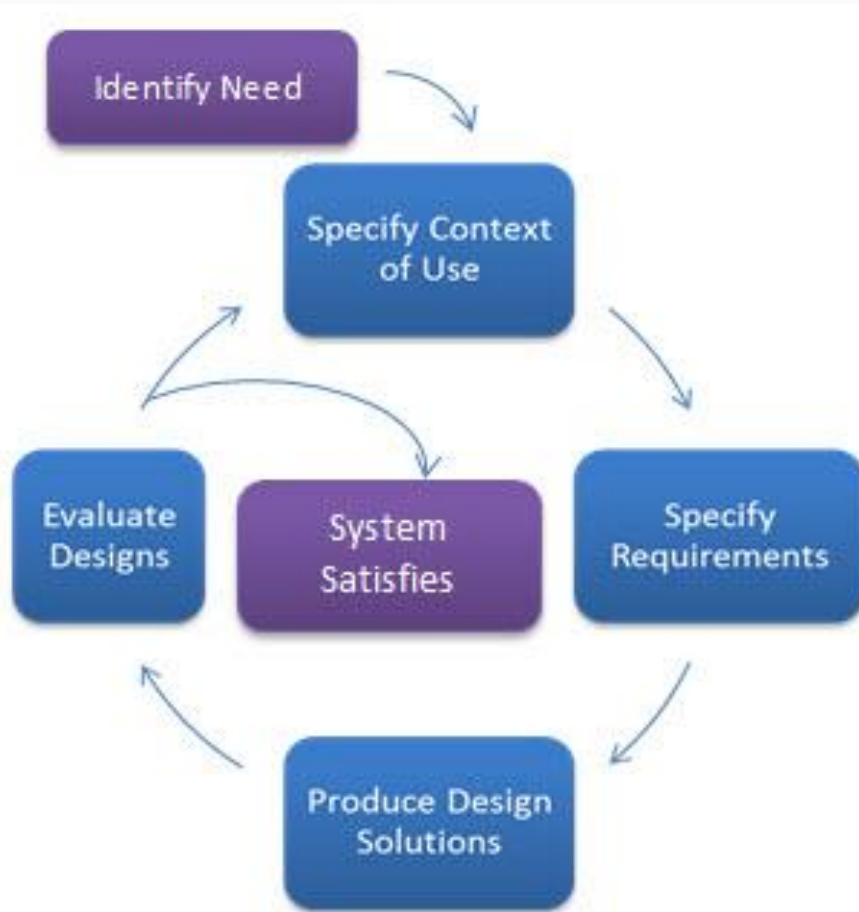 Identify Need
Specify Context
of Use
Specify
Requirements
Produce Design
Solutions
Evaluate
Designs
System
Satisfies